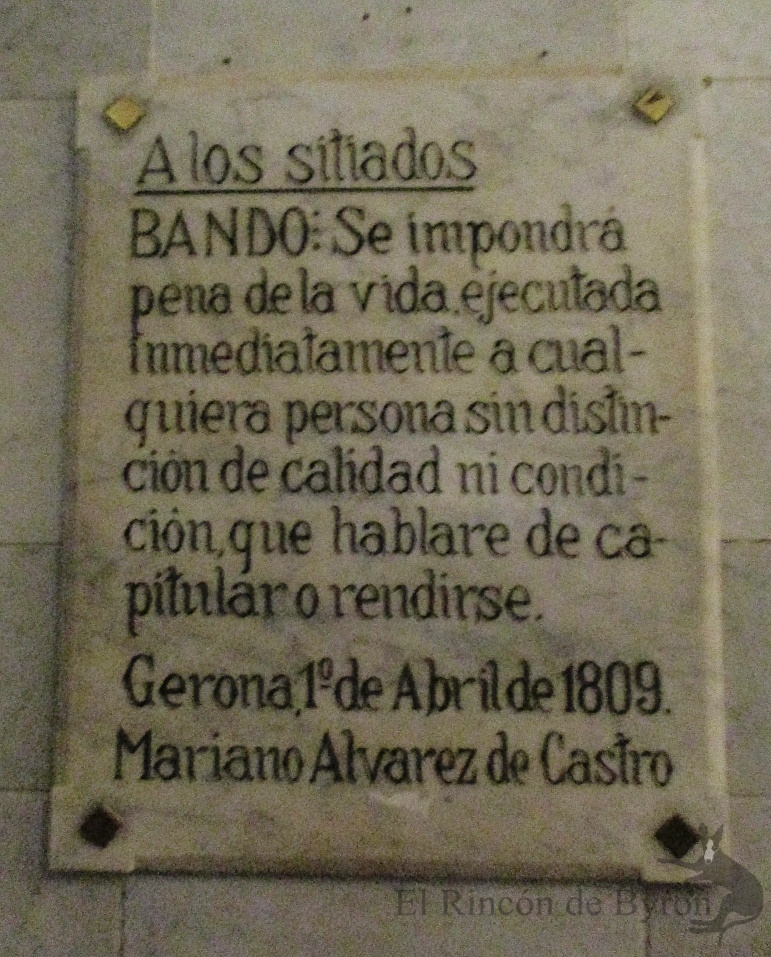 A los sitiados
BANDO: Se impondrá
pena de la vida, ejecutada
inmediatamente a cual-
quiera persona sin distin-
ción de calidad ni condi-
ción, que hablare de ca-
pitular o rendirse.
Gerona, 1º de Abril de 1809.
Mariano Alvarez de Castro
El Rincón de Byron